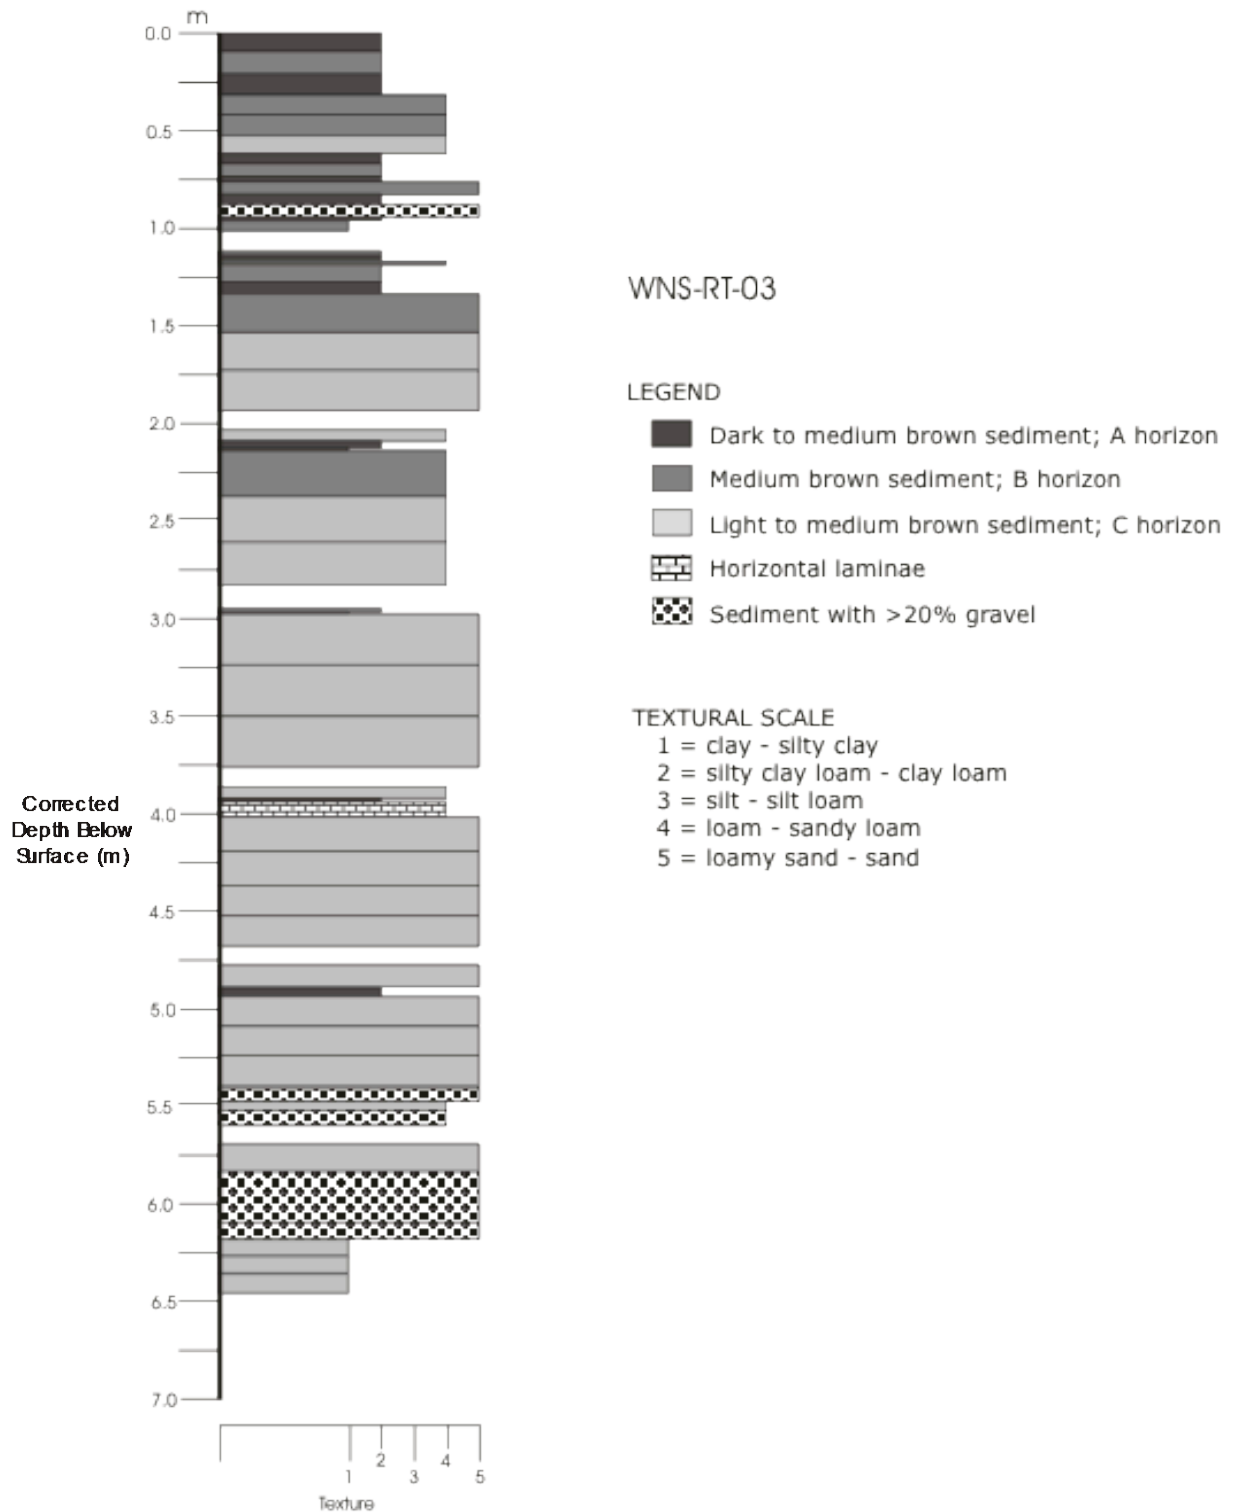 m
0.0
0.5
1.0
1.5
2.0
2.5
3.0
3.5
4.0
4.5
5.0
5.5
6.0
6.5
7.0
Corrected
Depth Below
Surface (m)
1
2
3
4
5
Texture
WNS-RT-03
LEGEND
Dark to medium brown sediment; A horizon
Medium brown sediment; B horizon
Light to medium brown sediment; C horizon
Horizontal laminae
Sediment with >20% gravel
TEXTURAL SCALE
1 = clay - silty clay
2 = silty clay loam - clay loam
3 = silt - silt loam
4 = loam - sandy loam
5 = loamy sand - sand